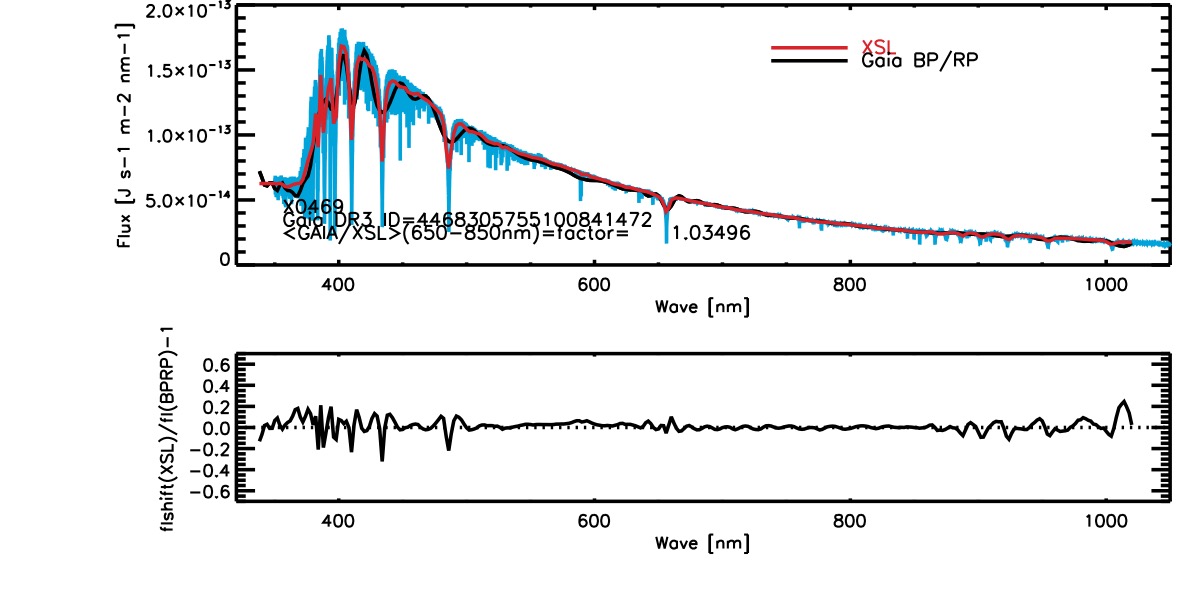 2.0×10−13
1.5×10−13
1.0×10−13
5.0×10−14
0
Flux [J s−1 m−2 nm−1]
XSL
Gaia BP/RP
X0469
Gaia DR3 ID=4468305755100841472
<GAIA/XSL>(650−850nm)=factor= 1.03496
400 600 800 1000
Wave [nm]
flshift(XSL)/fl(BPRP)−1
0.6
0.4
0.2
0.0
−0.2
−0.4
−0.6
400 600 800 1000
Wave [nm]